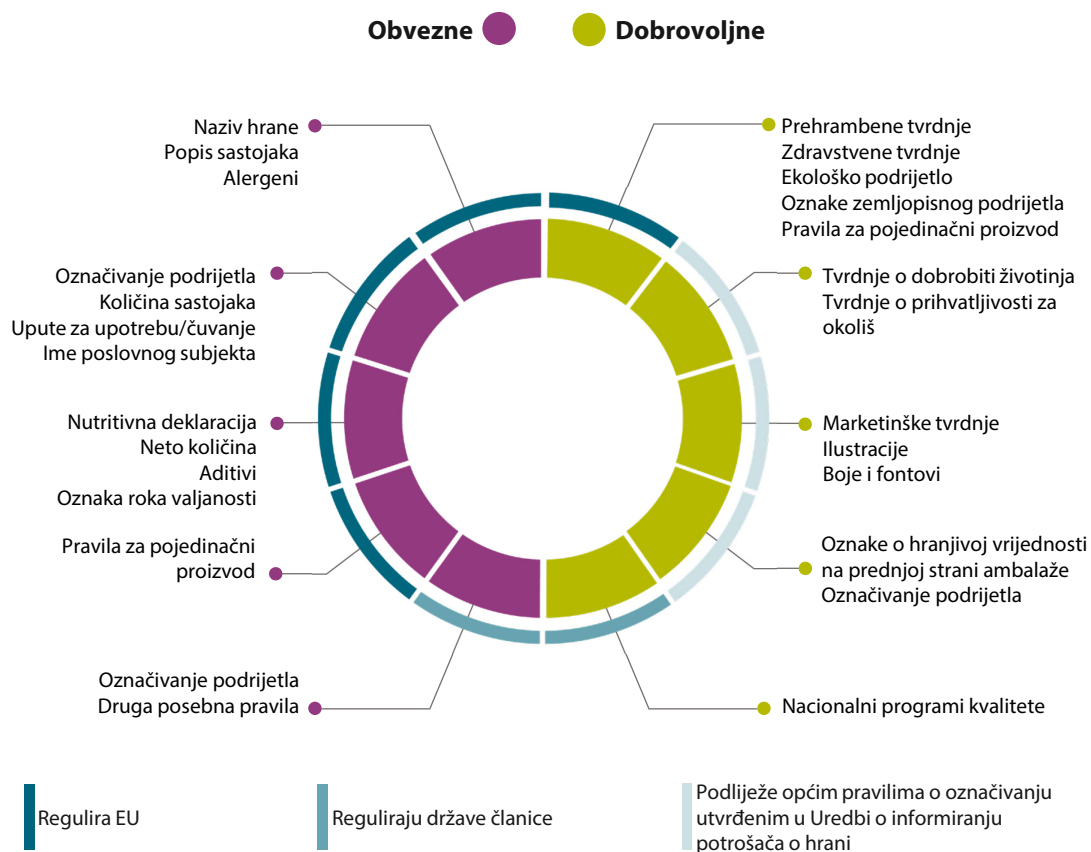 Obvezne
Dobrovoljne
Naziv hrane
Popis sastojaka
Alergeni
Označivanje podrijetla
Količina sastojaka
Upute za upotrebu/čuvanje
Ime poslovnog subjekta
Nutritivna deklaracija
Neto količina
Aditivi
Oznaka roka valjanosti
Pravila za pojedinačni
proizvod
Označivanje podrijetla
Druga posebna pravila
Prehrambene tvrdnje
Zdravstvene tvrdnje
Ekološko podrijetlo
Oznake zemljopisnog podrijetla
Pravila za pojedinačni proizvod
Tvrdnje o dobrobiti životinja
Tvrdnje o prihvatljivosti za
okoliš
Marketinške tvrdnje
Ilustracije
Boje i fontovi
Oznake o hranjivoj vrijednosti
na prednjoj strani ambalaže
Označivanje podrijetla
Nacionalni programi kvalitete
Regulira EU
Reguliraju države članice
Podliježe općim pravilima o označivanju
utvrđenim u Uredbi o informiranju
potrošača o hrani